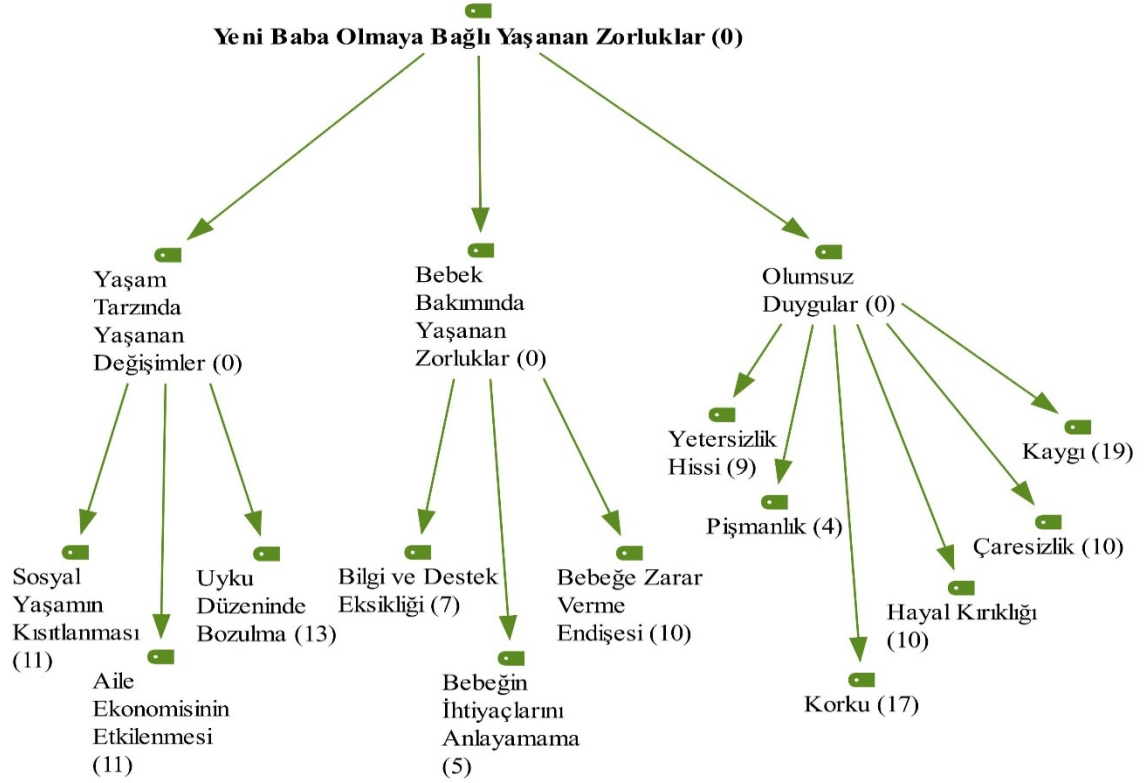 Yeni Baba Olmaya Bağlı Yaşanan Zorluklar (0)
Yaşam
Tarzında
Yaşanan
Değişimler (0)
Sosyal
Yaşamın
Kısıtlanması
(11)
Aile
Ekonomisinin
Etkilenmesi
(11)
Uyku
Düzeninde
Bozulma (13)
Bebek
Bakımında
Yaşanan
Zorluklar (0)
Bilgi ve Destek
Eksikliği (7)
Bebeğin
İhtiyaçlarını
Anlayamama
(5)
Bebeğe Zarar
Verme
Endişesi (10)
Olumsuz
Duygular (0)
Yetersizlik
Hissi (9)
Pişmanlık (4)
Korku (17)
Hayal Kırıklığı
(10)
Çaresizlik (10)
Kaygı (19)